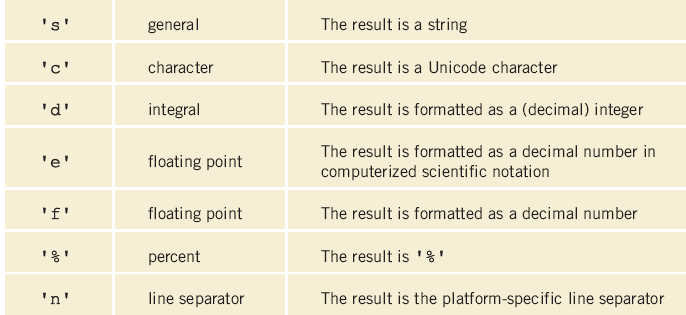 's' general The result is a string
'c' character The result is a Unicode character
'd' integral The result is formatted as a (decimal) integer
'e' floating point The result is formatted as a decimal number in
computerized scientific notation
'f' floating point The result is formatted as a decimal number
'%' percent The result is '%'
'n' line separator The result is the platform-specific line separator